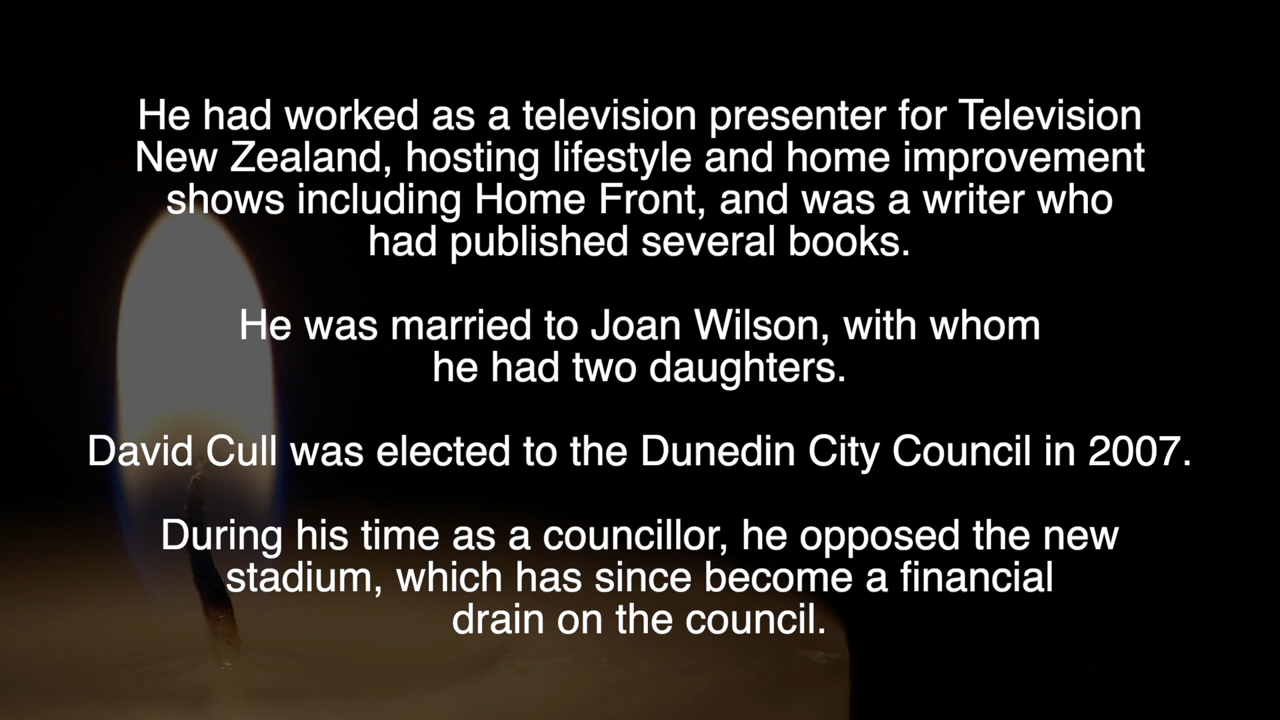 He had worked as a television presenter for Television
New Zealand, hosting lifestyle and home improvement
shows including Home Front, and was a writer who
had published several books.
He was married to Joan Wilson, with whom
he had two daughters.
David Cull was elected to the Dunedin City Council in 2007.
During his time as a councillor, he opposed the new
stadium, which has since become a financial
drain on the council.